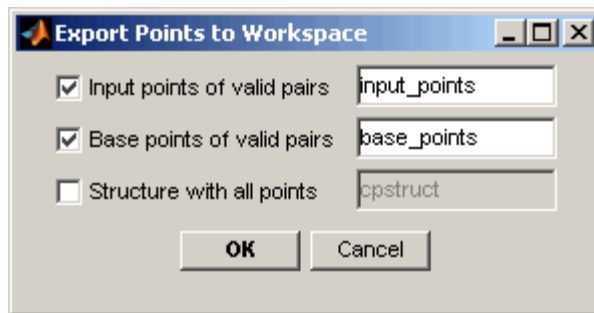 Export Points to Workspace
Input points of valid pairs input_points
Base points of valid pairs base_points
Structure with all points cpstruct
OK Cancel